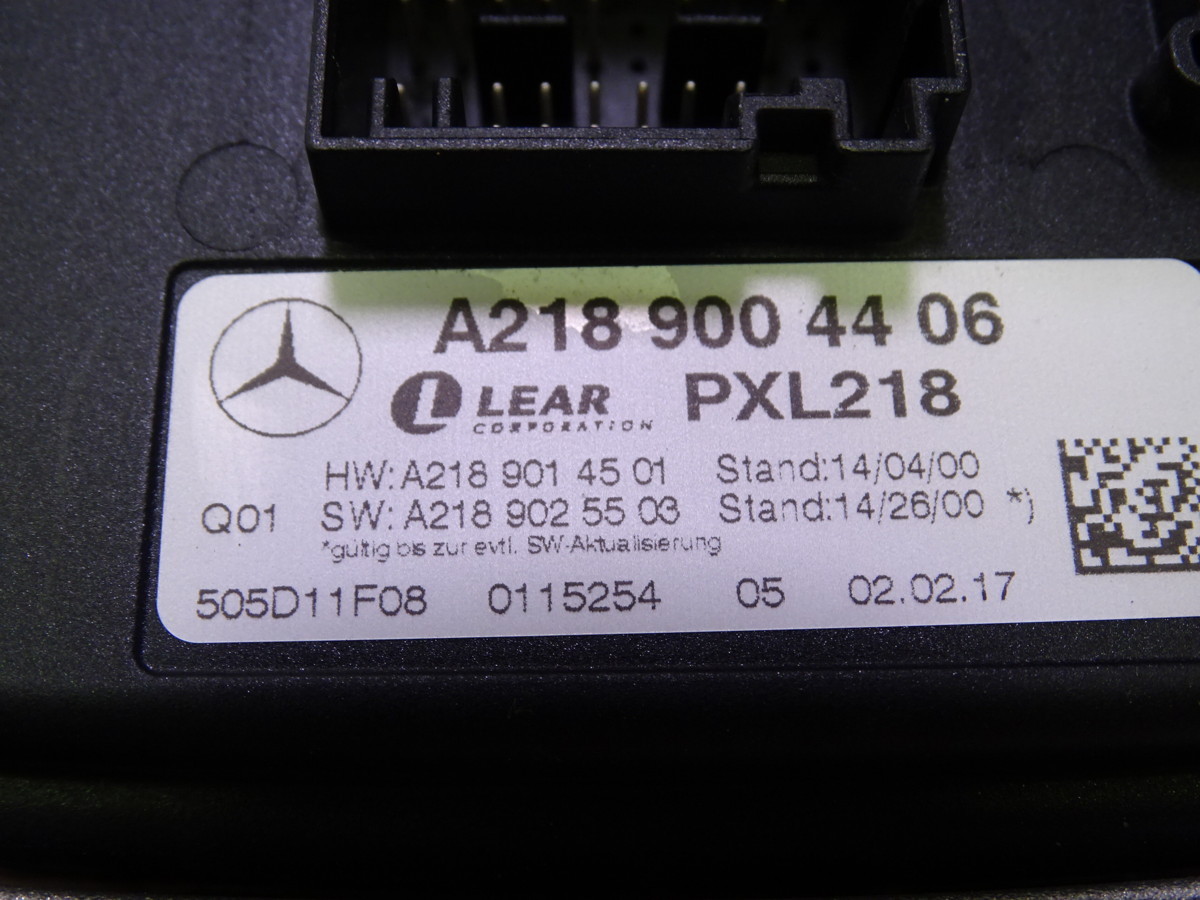 A218 900 44 06
LEAR PXL218
CORPORATION
HW: A218 901 45 01 Stand:14/04/00
Q01 SW: A218 902 55 03 Stand:14/26/00 *)
*gültig bis zur evtl. SW-Aktualisierung
505D11F08 0115254 05 02.02.17